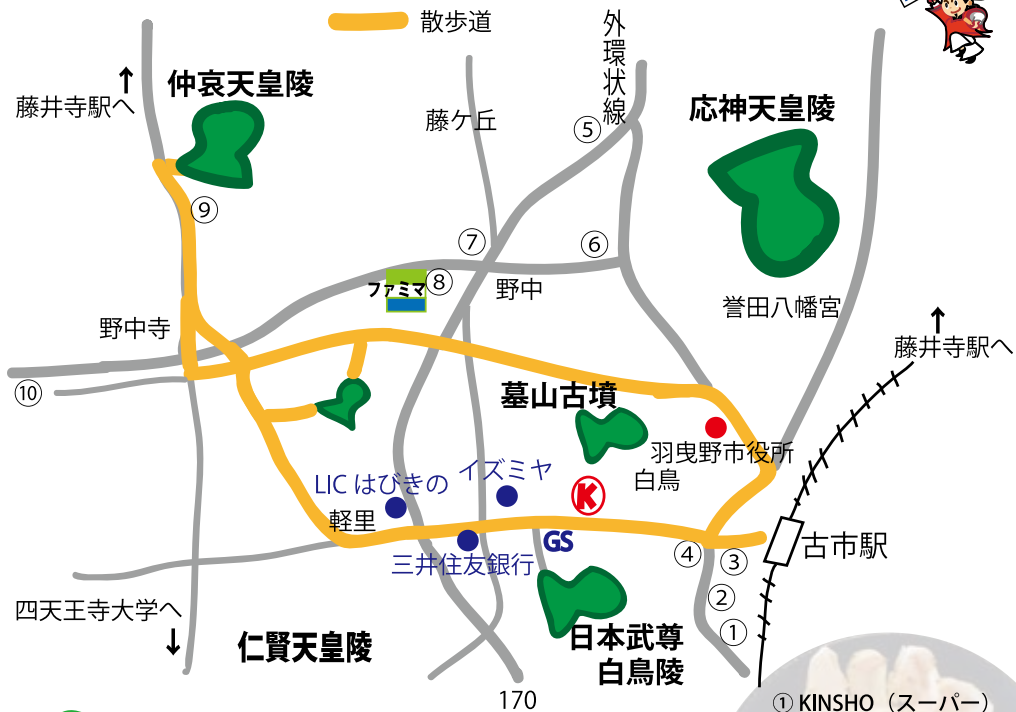 散歩道
外環状線
↑
藤井寺駅へ
仲哀天皇陵
藤ケ丘
⑤
応神天皇陵
⑨
⑦
⑥
ファミマ
⑧
野中
誉田八幡宮
野中寺
↑
藤井寺駅へ
⑩
墓山古墳
羽曳野市役所
白鳥
LICはびきの
イズミヤ
K
軽里
GS
三井住友銀行
④
③
古市駅
②
①
四天王寺大学へ
↓
仁賢天皇陵
日本武尊
白鳥陵
170
① KINSHO（スーパー）